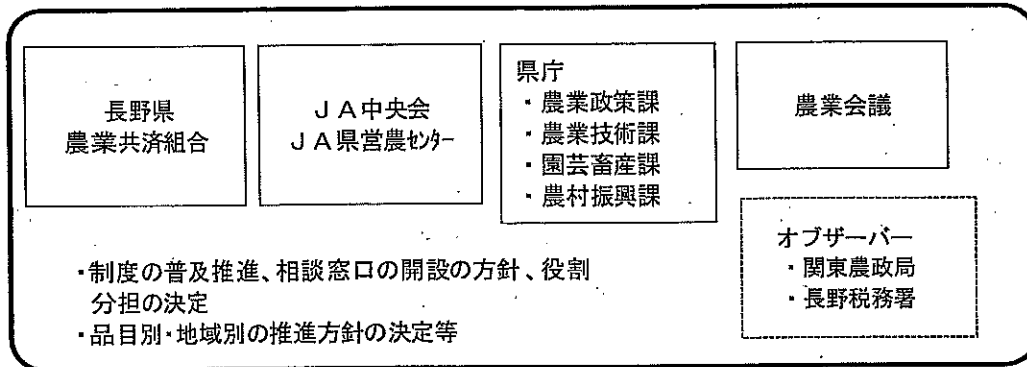 長野県
農業共済組合
ＪＡ中央会
ＪＡ県営農ｾﾝﾀｰ
県庁
・農業政策課
・農業技術課
・園芸畜産課
・農村振興課
農業会議
オブザーバー
・関東農政局
・長野税務署
・制度の普及推進、相談窓口の開設の方針、役割
分担の決定
・品目別・地域別の推進方針の決定等